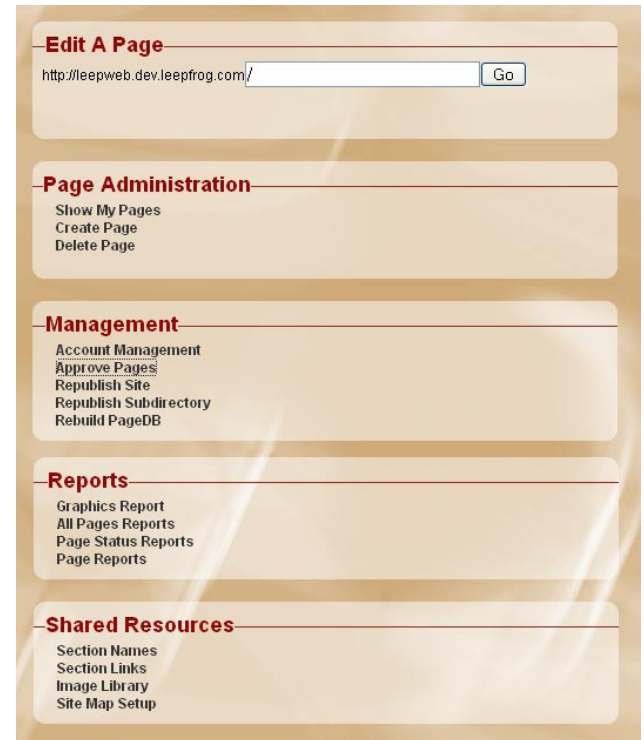 Edit A Page
http://leepweb.dev.leepfrog.com/ Go
Page Administration
Show My Pages
Create Page
Delete Page
Management
Account Management
Approve Pages
Republish Site
Republish Subdirectory
Rebuild PageDB
Reports
Graphics Report
All Pages Reports
Page Status Reports
Page Reports
Shared Resources
Section Names
Section Links
Image Library
Site Map Setup